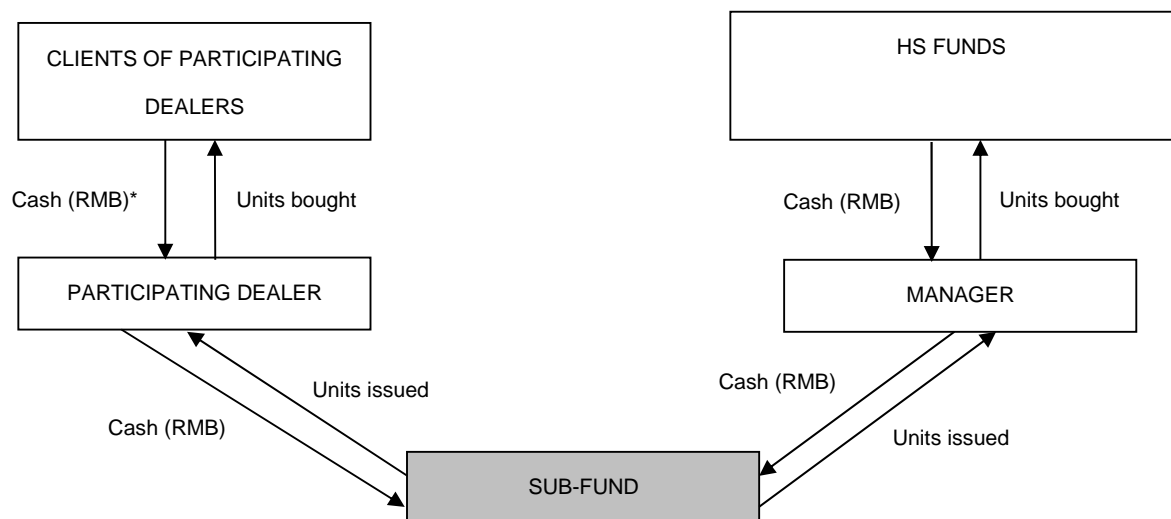 CLIENTS OF PARTICIPATING
DEALERS
HS FUNDS
Cash (RMB)*
Units bought
Cash (RMB)
Units bought
PARTICIPATING DEALER
MANAGER
Units issued
Cash (RMB)
Cash (RMB)
Units issued
SUB-FUND